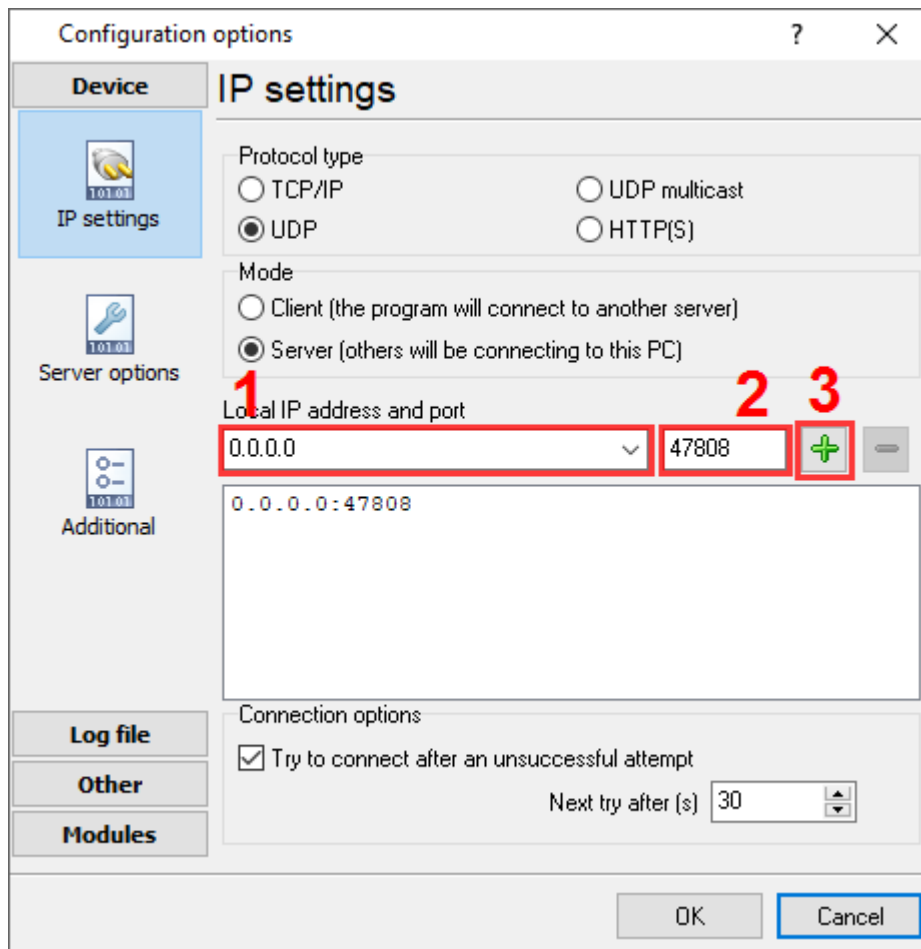 Configuration options
?
Device
IP settings
IP settings
Protocol type
TCP/IP
UDP multicast
UDP
HTTP(S)
Mode
Client (the program will connect to another server)
Server (others will be connecting to this PC)
Server options
1
2
3
Local IP address and port
0.0.0.0
47808
0.0.0.0:47808
Additional
Log file
Other
Modules
Connection options
Try to connect after an unsuccessful attempt
Next try after (s)
30
OK
Cancel